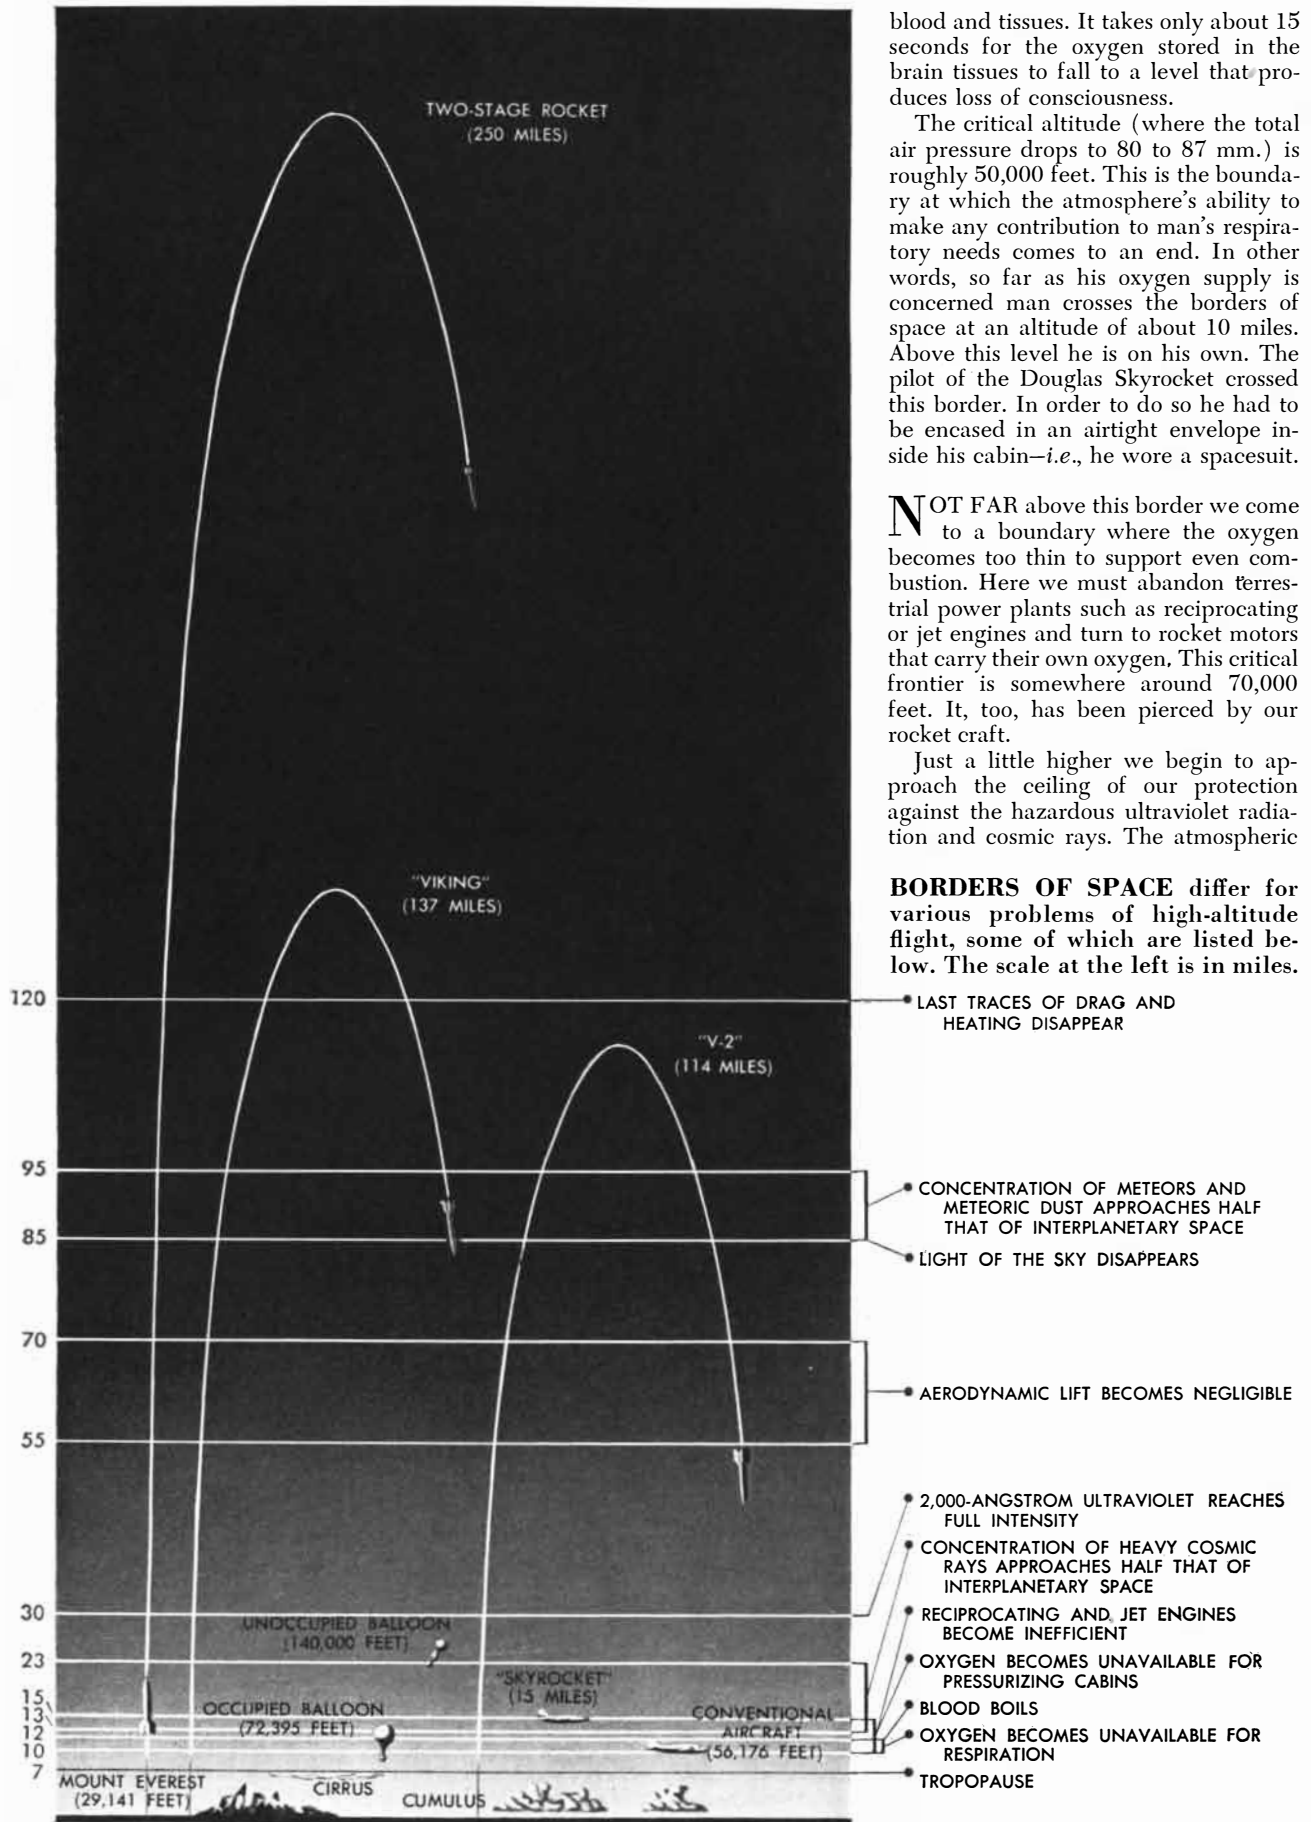 blood and tissues. It takes only about 15
seconds for the oxygen stored in the
brain tissues to fall to a level that pro-
duces loss of consciousness.
The critical altitude (where the total
air pressure drops to 80 to 87 mm.) is
roughly 50,000 feet. This is the bounda-
ry at which the atmosphere's ability to
make any contribution to man's respira-
tory needs comes to an end. In other
words, so far as his oxygen supply is
concerned man crosses the borders of
space at an altitude of about 10 miles.
Above this level he is on his own. The
pilot of the Douglas Skyrocket crossed
this border. In order to do so he had to
be encased in an airtight envelope in-
side his cabin—i.e., he wore a spacesuit.
NOT FAR above this border we come
to a boundary where the oxygen
becomes too thin to support even com-
bustion. Here we must abandon terres-
trial power plants such as reciprocating
or jet engines and turn to rocket motors
that carry their own oxygen. This critical
frontier is somewhere around 70,000
feet. It, too, has been pierced by our
rocket craft.
Just a little higher we begin to ap-
proach the ceiling of our protection
against the hazardous ultraviolet radia-
tion and cosmic rays. The atmospheric
BORDERS OF SPACE differ for
various problems of high-altitude
flight, some of which are listed be-
low. The scale at the left is in miles.
TWO-STAGE ROCKET
(250 MILES)
"VIKING"
(137 MILES)
"V-2"
(114 MILES)
120
95
85
70
55
30
23
15
13
12
10
7
UNOCCUPIED BALLOON
(140,000 FEET)
"SKYROCKET"
(15 MILES)
OCCUPIED BALLOON
(72,395 FEET)
CONVENTIONAL
AIRCRAFT
(56,176 FEET)
MOUNT EVEREST
(29,141 FEET)
CIRRUS
CUMULUS
LAST TRACES OF DRAG AND
HEATING DISAPPEAR
CONCENTRATION OF METEORS AND
METEORIC DUST APPROACHES HALF
THAT OF INTERPLANETARY SPACE
LIGHT OF THE SKY DISAPPEARS
AERODYNAMIC LIFT BECOMES NEGLIGIBLE
2,000-ANGSTROM ULTRAVIOLET REACHES
FULL INTENSITY
CONCENTRATION OF HEAVY COSMIC
RAYS APPROACHES HALF THAT OF
INTERPLANETARY SPACE
RECIPROCATING AND JET ENGINES
BECOME INEFFICIENT
OXYGEN BECOMES UNAVAILABLE FOR
PRESSURIZING CABINS
BLOOD BOILS
OXYGEN BECOMES UNAVAILABLE FOR
RESPIRATION
TROPOPAUSE